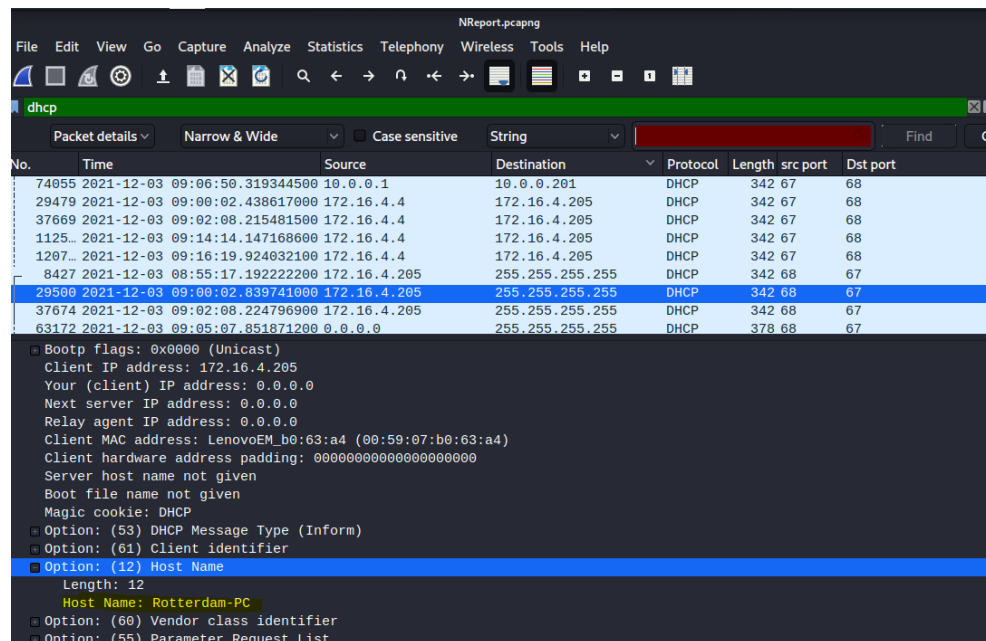 NReport.pcapng
File Edit View Go Capture Analyze Statistics Telephony Wireless Tools Help
dhcp
Packet details Narrow & Wide Case sensitive String Find
No. Time Source Destination Protocol Length src port Dst port
74055 2021-12-03 09:06:50.319344500 10.0.0.1 10.0.0.201 DHCP 342 67 68
29479 2021-12-03 09:00:02.438617000 172.16.4.4 172.16.4.205 DHCP 342 67 68
37669 2021-12-03 09:02:08.215481500 172.16.4.4 172.16.4.205 DHCP 342 67 68
1125… 2021-12-03 09:14:14.147168600 172.16.4.4 172.16.4.205 DHCP 342 67 68
1207… 2021-12-03 09:16:19.924032100 172.16.4.4 172.16.4.205 DHCP 342 67 68
8427 2021-12-03 08:55:17.192222200 172.16.4.205 255.255.255.255 DHCP 342 68 67
29500 2021-12-03 09:00:02.839741000 172.16.4.205 255.255.255.255 DHCP 342 68 67
37674 2021-12-03 09:02:08.224796900 172.16.4.205 255.255.255.255 DHCP 342 68 67
63172 2021-12-03 09:05:07.851871200 0.0.0.0 255.255.255.255 DHCP 378 68 67
Bootp flags: 0x0000 (Unicast)
Client IP address: 172.16.4.205
Your (client) IP address: 0.0.0.0
Next server IP address: 0.0.0.0
Relay agent IP address: 0.0.0.0
Client MAC address: LenovoEM_b0:63:a4 (00:59:07:b0:63:a4)
Client hardware address padding: 00000000000000000000
Server host name not given
Boot file name not given
Magic cookie: DHCP
Option: (53) DHCP Message Type (Inform)
Option: (61) Client identifier
Option: (12) Host Name
Length: 12
Host Name: Rotterdam-PC
Option: (60) Vendor class identifier
Option: (55) Parameter Request List